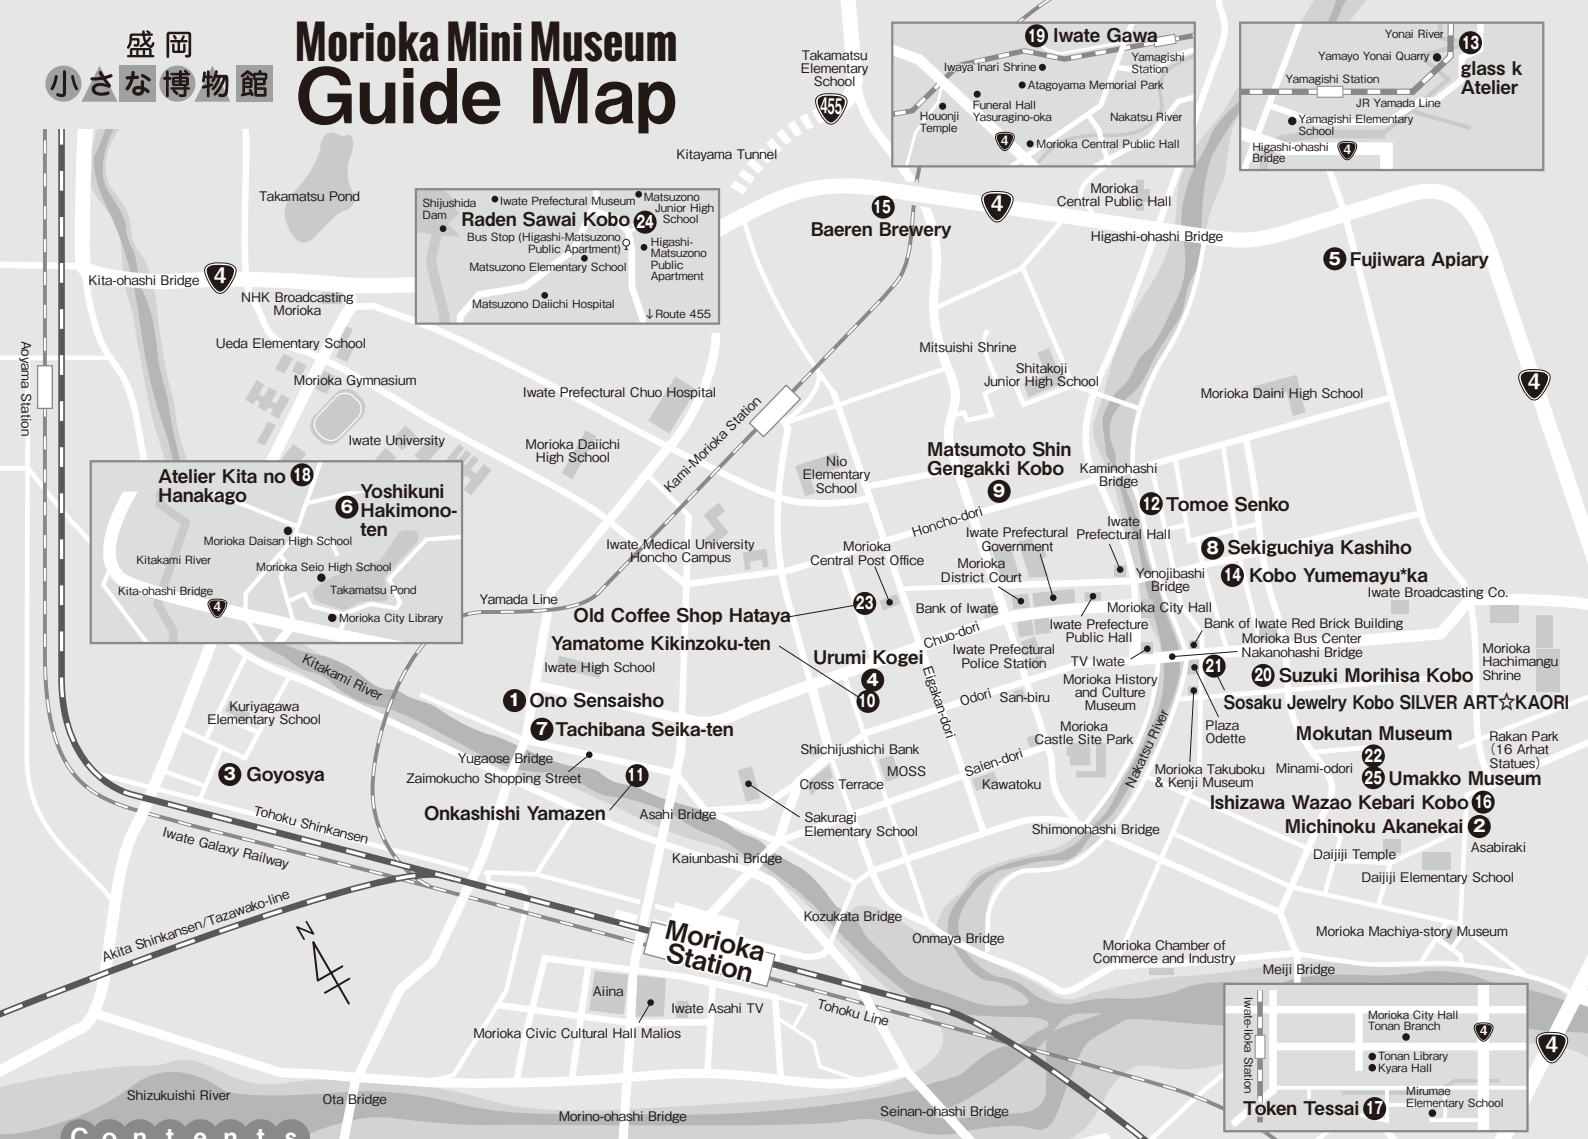 盛岡
小さな博物館
Morioka Mini Museum
Guide Map
Takamatsu
Elementary
School
455
Kitayama Tunnel
19 Iwate Gawa
Iwaya Inari Shrine
Yamagishi
Station
Atagoyama Memorial Park
Funeral Hall
Yasuragino-oka
Houonji
Temple
Nakatsu River
4
Morioka Central Public Hall
Yonai River
13
glass k
Atelier
Yamayo Yonai Quarry
Yamagishi Station
JR Yamada Line
Yamagishi Elementary
School
Higashi-ohashi
Bridge
4
Takamatsu Pond
Shijushida
Dam
Iwate Prefectural Museum
Matsuzono
Junior High
School
Raden Sawai Kobo 24
Bus Stop (Higashi-Matsuzono
Public Apartment)
Higashi-
Matsuzono
Public
Apartment
Matsuzono Elementary School
Matsuzono Daiichi Hospital
↓Route 455
15
Baeren Brewery
4
Morioka
Central Public Hall
Higashi-ohashi Bridge
5 Fujiwara Apiary
Kita-ohashi Bridge
4
NHK Broadcasting
Morioka
Ueda Elementary School
Aoyama Station
Morioka Gymnasium
Iwate University
Iwate Prefectural Chuo Hospital
Morioka Daiichi
High School
Kami-Morioka Station
Mitsuishi Shrine
Shitakoji
Junior High School
Morioka Daini High School
4
Nio
Elementary
School
Matsumoto Shin
Gengakki Kobo
9
Kaminohashi
Bridge
12 Tomoe Senko
Atelier Kita no 18
Hanakago
6 Yoshikuni
Hakimono-
ten
Morioka Daisan High School
Kitakami River
Morioka Seio High School
Kita-ohashi Bridge
4
Takamatsu Pond
Morioka City Library
Honcho-dori
Iwate Prefectural
Government
Iwate
Prefectural Hall
Iwate Medical University
Honcho Campus
Morioka
Central Post Office
Morioka
District Court
8 Sekiguchiya Kashiho
14 Kobo Yumemayu*ka
Yonojibashi
Bridge
Iwate Broadcasting Co.
Yamada Line
Old Coffee Shop Hataya
23
Bank of Iwate
Morioka City Hall
Iwate Prefecture
Public Hall
Bank of Iwate Red Brick Building
Morioka Bus Center
Nakanohashi Bridge
Yamatome Kikinzoku-ten
Chuo-dori
Iwate Prefectural
Police Station
TV Iwate
Morioka
Hachimangu
Shrine
Iwate High School
Urumi Kogei
4
10
Eigakan-dori
Odori
San-biru
Morioka History
and Culture
Museum
21
20 Suzuki Morihisa Kobo
Sosaku Jewelry Kobo SILVER ART☆KAORI
Kitakami River
Kuriyagawa
Elementary School
1 Ono Sensaisho
7 Tachibana Seika-ten
Morioka
Castle Site Park
Nakatsu River
Plaza
Odette
Mokutan Museum
22
Rakan Park
(16 Arhat
Statues)
Yugaose Bridge
Zaimokucho Shopping Street
3 Goyosya
11
Shichijushichi Bank
MOSS
Cross Terrace
Saien-dori
Kawatoku
Morioka Takuboku
& Kenji Museum
Minami-odori
25 Umakko Museum
Ishizawa Wazao Kebari Kobo 16
Onkashishi Yamazen
Asahi Bridge
Sakuragi
Elementary School
Shimonohashi Bridge
Michinoku Akanekai 2
Asabiraki
Tohoku Shinkansen
Iwate Galaxy Railway
Kaiunbashi Bridge
Daijiji Temple
Daijiji Elementary School
Akita Shinkansen/Tazawako-line
N
Kozukata Bridge
Onmaya Bridge
Morioka
Station
Morioka Machiya-story Museum
Morioka Chamber of
Commerce and Industry
Meiji Bridge
Aiina
Iwate Asahi TV
Tohoku Line
Morioka Civic Cultural Hall Malios
Iwate-Iioka Station
Morioka City Hall
Tonan Branch
4
Tonan Library
Kyara Hall
Mirumae
Elementary School
Token Tessai 17
4
Shizukuishi River
Ota Bridge
Morino-ohashi Bridge
Seinan-ohashi Bridge
Contents